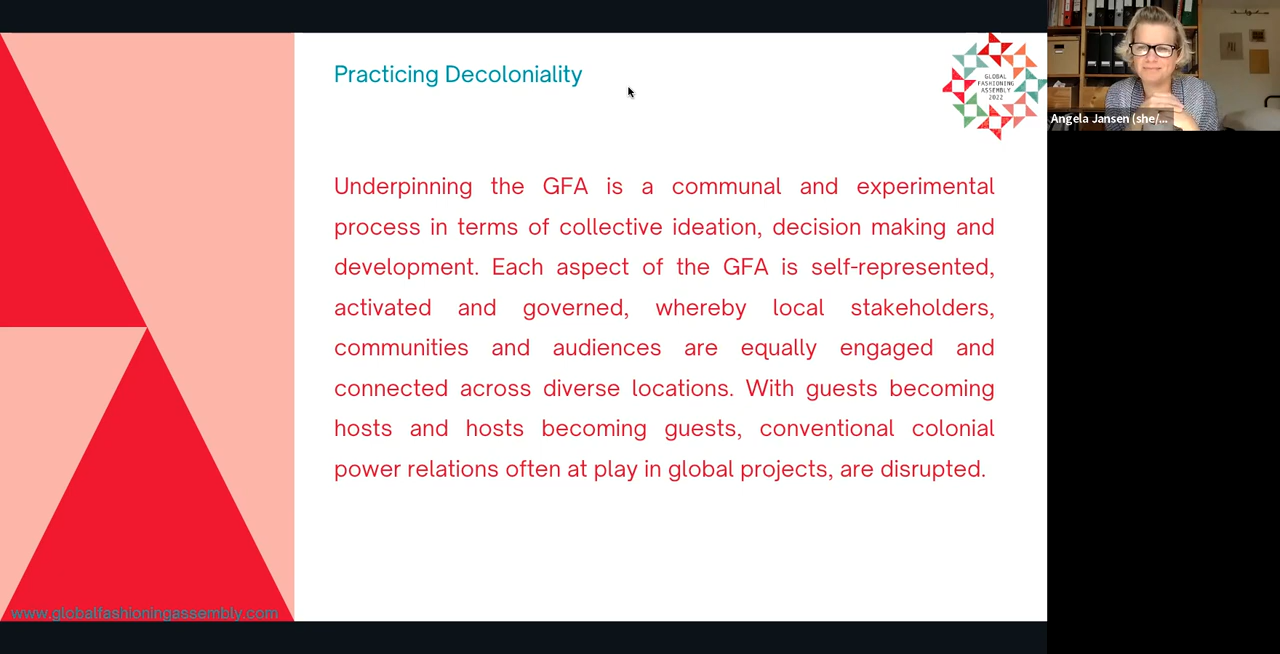 Practicing Decoloniality
GLOBAL
FASHIONING
ASSEMBLY
2022
Angela Jansen (she/...
Underpinning the GFA is a communal and experimental
process in terms of collective ideation, decision making and
development. Each aspect of the GFA is self-represented,
activated and governed, whereby local stakeholders,
communities and audiences are equally engaged and
connected across diverse locations. With guests becoming
hosts and hosts becoming guests, conventional colonial
power relations often at play in global projects, are disrupted.
www.globalfashioningassembly.com